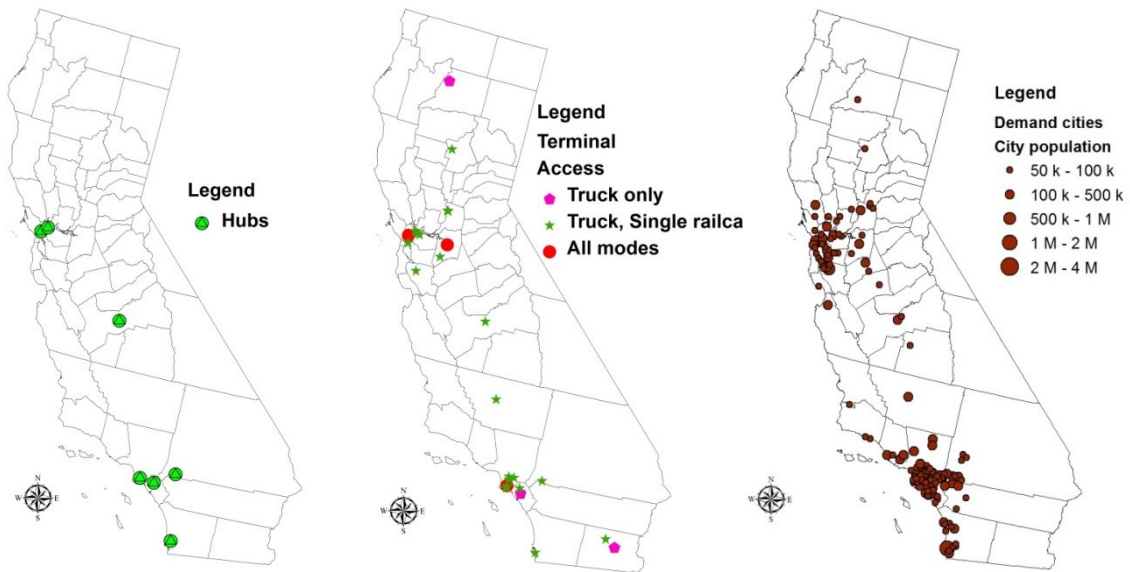 Legend
Hubs
N
W E
S
Legend
Terminal
Access
Truck only
Truck, Single railca
All modes
N
W E
S
Legend
Demand cities
City population
50 k - 100 k
100 k - 500 k
500 k - 1 M
1 M - 2 M
2 M - 4 M
N
W E
S